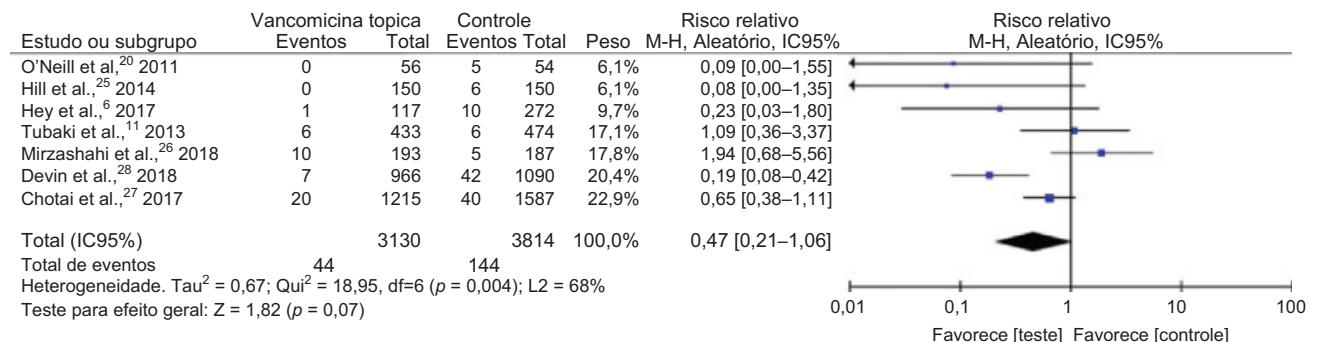 Vancomicina topica Controle Risco relativo Risco relativo
Estudo ou subgrupo Eventos Total Eventos Total Peso M-H, Aleatório, IC95% M-H, Aleatório, IC95%
O'Neill et al,20 2011 0 56 5 54 6,1% 0,09 [0,00–1,55]
Hill et al.,25 2014 0 150 6 150 6,1% 0,08 [0,00–1,35]
Hey et al.,6 2017 1 117 10 272 9,7% 0,23 [0,03–1,80]
Tubaki et al.,11 2013 6 433 6 474 17,1% 1,09 [0,36–3,37]
Mirzashahi et al.,26 2018 10 193 5 187 17,8% 1,94 [0,68–5,56]
Devin et al.,28 2018 7 966 42 1090 20,4% 0,19 [0,08–0,42]
Chotai et al.,27 2017 20 1215 40 1587 22,9% 0,65 [0,38–1,11]
Total (IC95%) 3130 3814 100,0% 0,47 [0,21–1,06]
Total de eventos 44 144
Heterogeneidade. Tau2 = 0,67; Qui2 = 18,95, df=6 (p = 0,004); L2 = 68%
Teste para efeito geral: Z = 1,82 (p = 0,07)
0,01 0,1 1 10 100
Favorece [teste] Favorece [controle]